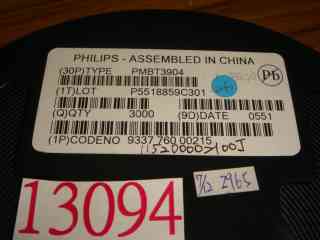 PHILIPS - ASSEMBLED IN CHINA
(30P)TYPE PMBT3904
(1T)LOT P5518859C301
(Q)QTY 3000 (9D)DATE 0551
(1P)CODENO 9337 760 00215
13094